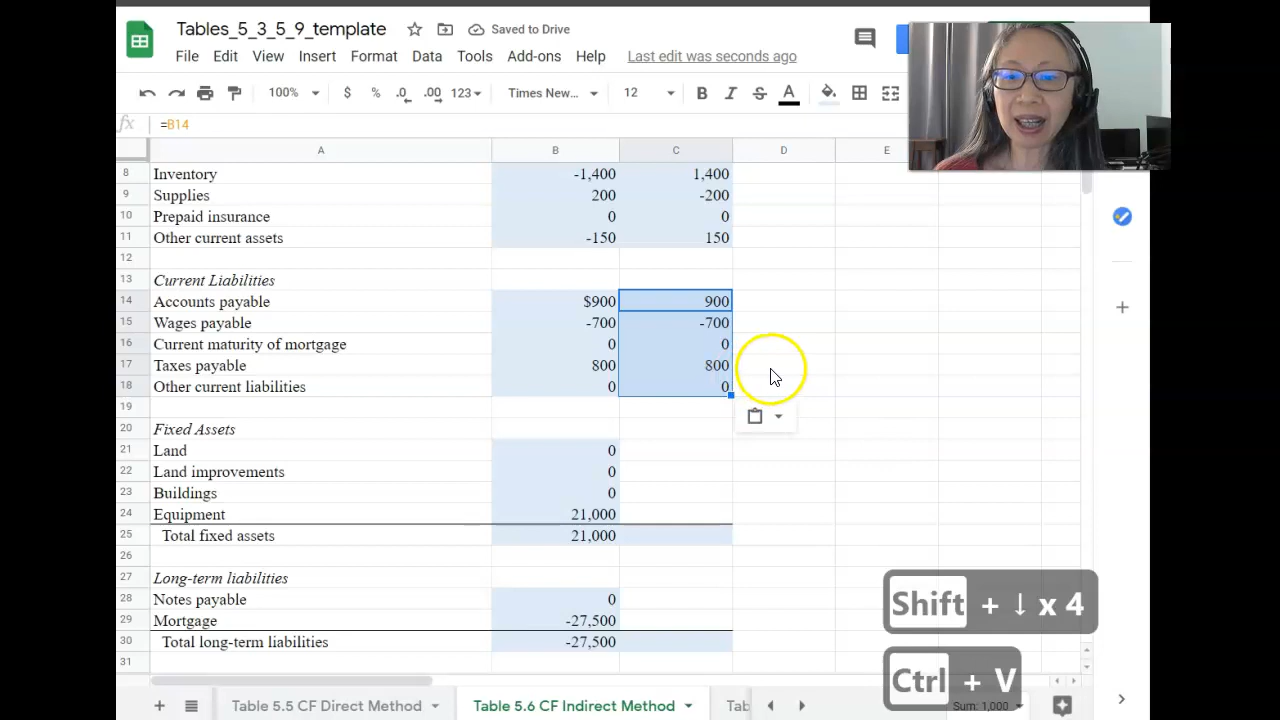 Tables_5_3_5_9_template
Saved to Drive
File Edit View Insert Format Data Tools Add-ons Help Last edit was seconds ago
100% $ % .0 .00 123 Times New... 12 B I S A
fx =B14
A B C D E
8 Inventory -1,400 1,400
9 Supplies 200 -200
10 Prepaid insurance 0 0
11 Other current assets -150 150
12
13 Current Liabilities
14 Accounts payable $900 900
15 Wages payable -700 -700
16 Current maturity of mortgage 0 0
17 Taxes payable 800 800
18 Other current liabilities 0 0
19
20 Fixed Assets
21 Land 0
22 Land improvements 0
23 Buildings 0
24 Equipment 21,000
25 Total fixed assets 21,000
26
27 Long-term liabilities
28 Notes payable 0
29 Mortgage -27,500
30 Total long-term liabilities -27,500
31
Shift + ↓ x 4
Ctrl + V
+ Table 5.5 CF Direct Method Table 5.6 CF Indirect Method Tab Sum: 1,000